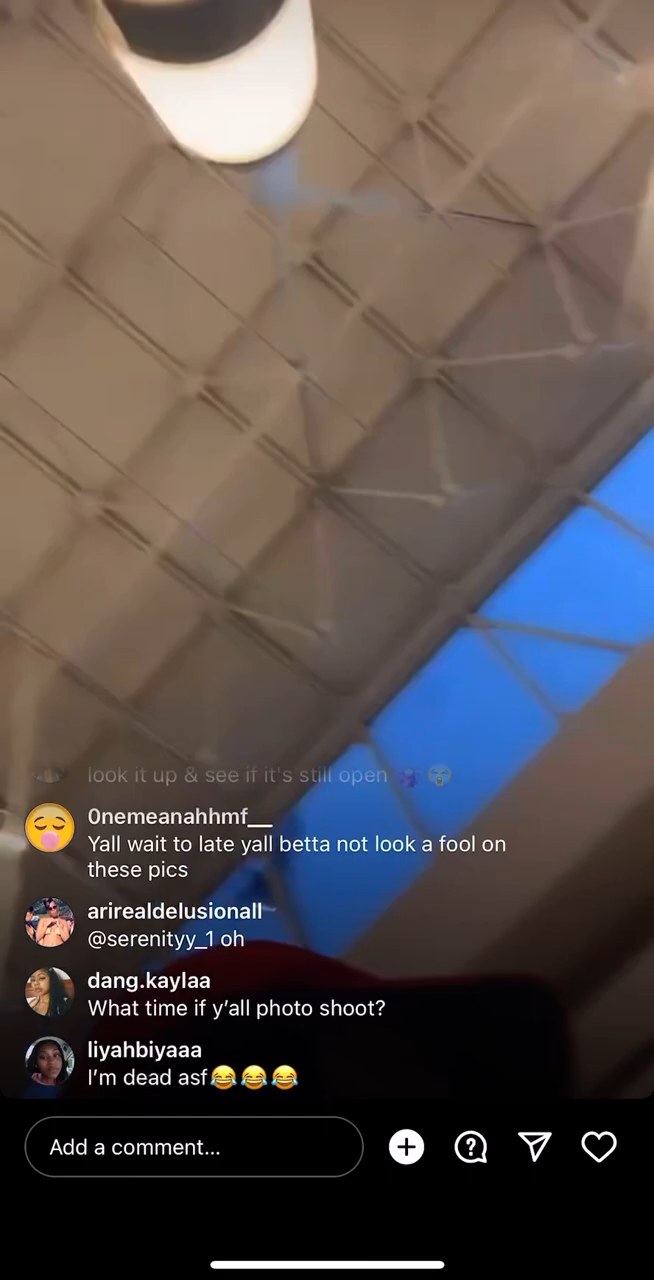 look it up & see if it's still open 😭
0nemeanahhmf__
Yall wait to late yall betta not look a fool on
these pics
arirealdelusionall
@serenityy_1 oh
dang.kaylaa
What time if y’all photo shoot?
liyahbiyaaa
I’m dead asf😂😂😂
Add a comment...